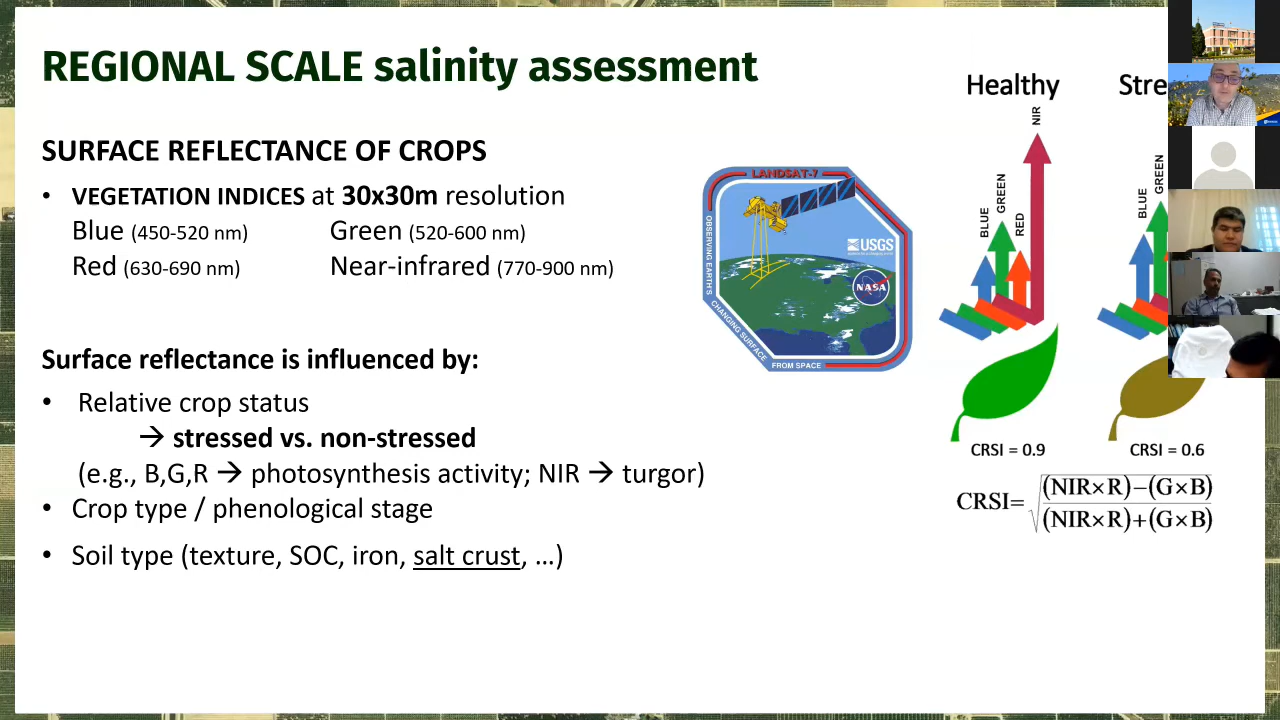 REGIONAL SCALE salinity assessment
SURFACE REFLECTANCE OF CROPS
• VEGETATION INDICES at 30x30m resolution
Blue (450-520 nm) Green (520-600 nm)
Red (630-690 nm) Near-infrared (770-900 nm)
Surface reflectance is influenced by:
• Relative crop status
→ stressed vs. non-stressed
(e.g., B,G,R → photosynthesis activity; NIR → turgor)
• Crop type / phenological stage
• Soil type (texture, SOC, iron, salt crust, …)
LANDSAT-7
OBSERVING EARTH'S
CHANGING SURFACE
FROM SPACE
USGS
NASA
Healthy
Stre
NIR
GREEN
BLUE
RED
GREEN
BLUE
CRSI = 0.9
CRSI = 0.6
CRSI=√(NIR×R)−(G×B)
(NIR×R)+(G×B)